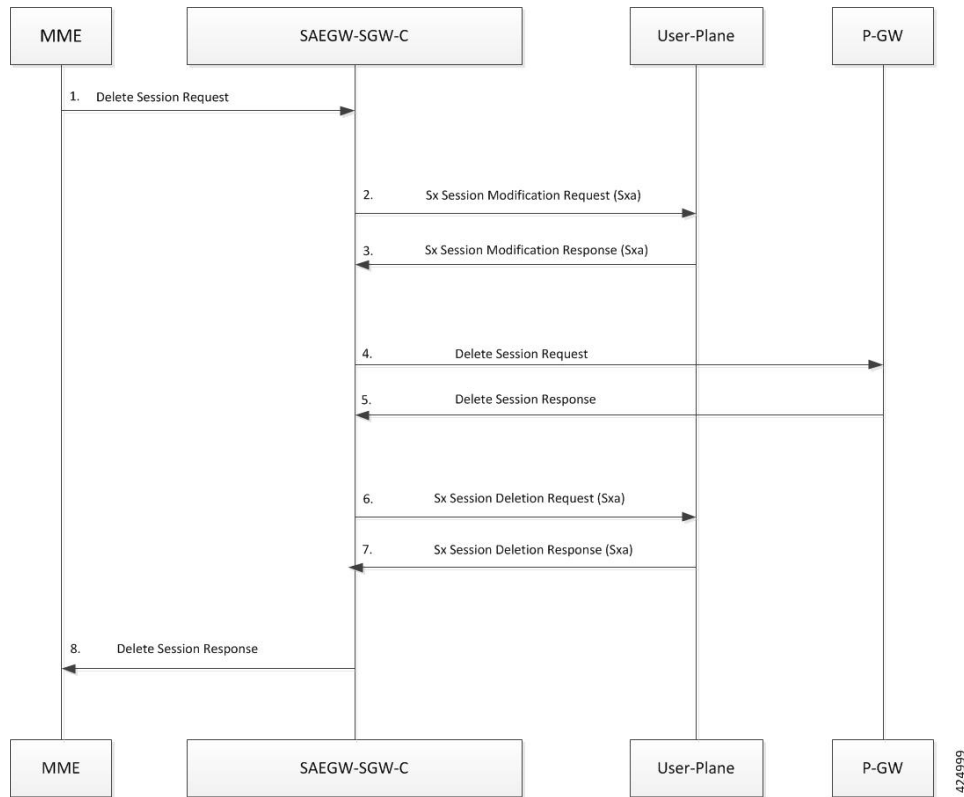 MME SAEGW-SGW-C User-Plane P-GW
1. Delete Session Request
2. Sx Session Modification Request (Sxa)
3. Sx Session Modification Response (Sxa)
4. Delete Session Request
5. Delete Session Response
6. Sx Session Deletion Request (Sxa)
7. Sx Session Deletion Response (Sxa)
8. Delete Session Response
MME SAEGW-SGW-C User-Plane P-GW
424999